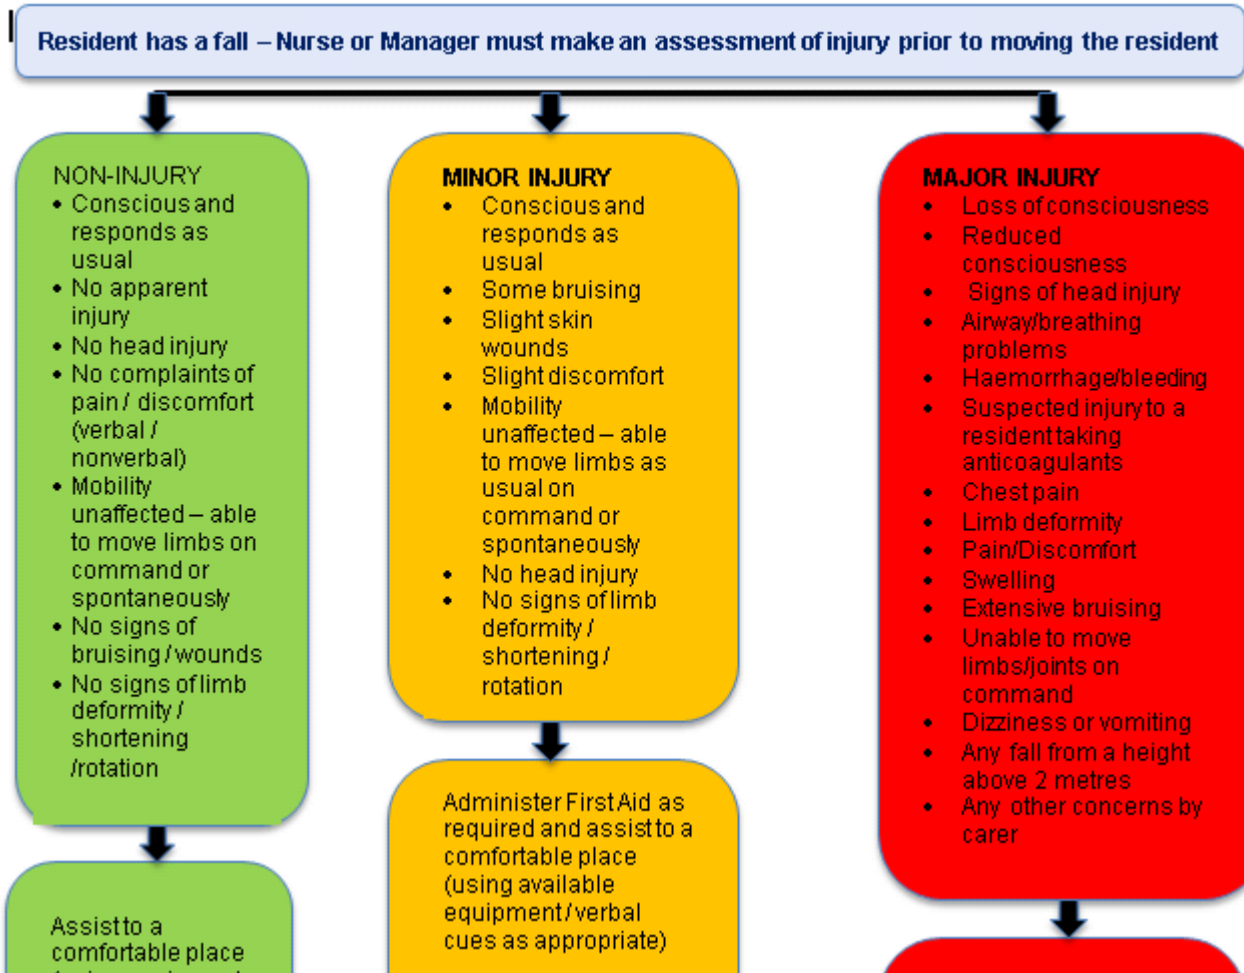 Resident has a fall – Nurse or Manager must make an assessment of injury prior to moving the resident
NON-INJURY
• Conscious and
responds as
usual
• No apparent
injury
• No head injury
• No complaints of
pain / discomfort
(verbal /
nonverbal)
• Mobility
unaffected – able
to move limbs on
command or
spontaneously
• No signs of
bruising / wounds
• No signs of limb
deformity /
shortening
/rotation
Assist to a
comfortable place
MINOR INJURY
• Conscious and
responds as
usual
• Some bruising
• Slight skin
wounds
• Slight discomfort
• Mobility
unaffected – able
to move limbs as
usual on
command or
spontaneously
• No head injury
• No signs of limb
deformity /
shortening /
rotation
Administer First Aid as
required and assist to a
comfortable place
(using available
equipment / verbal
cues as appropriate)
MAJOR INJURY
• Loss of consciousness
• Reduced
consciousness
• Signs of head injury
• Airway/breathing
problems
• Haemorrhage/bleeding
• Suspected injury to a
resident taking
anticoagulants
• Chest pain
• Limb deformity
• Pain/Discomfort
• Swelling
• Extensive bruising
• Unable to move
limbs/joints on
command
• Dizziness or vomiting
• Any fall from a height
above 2 metres
• Any other concerns by
carer